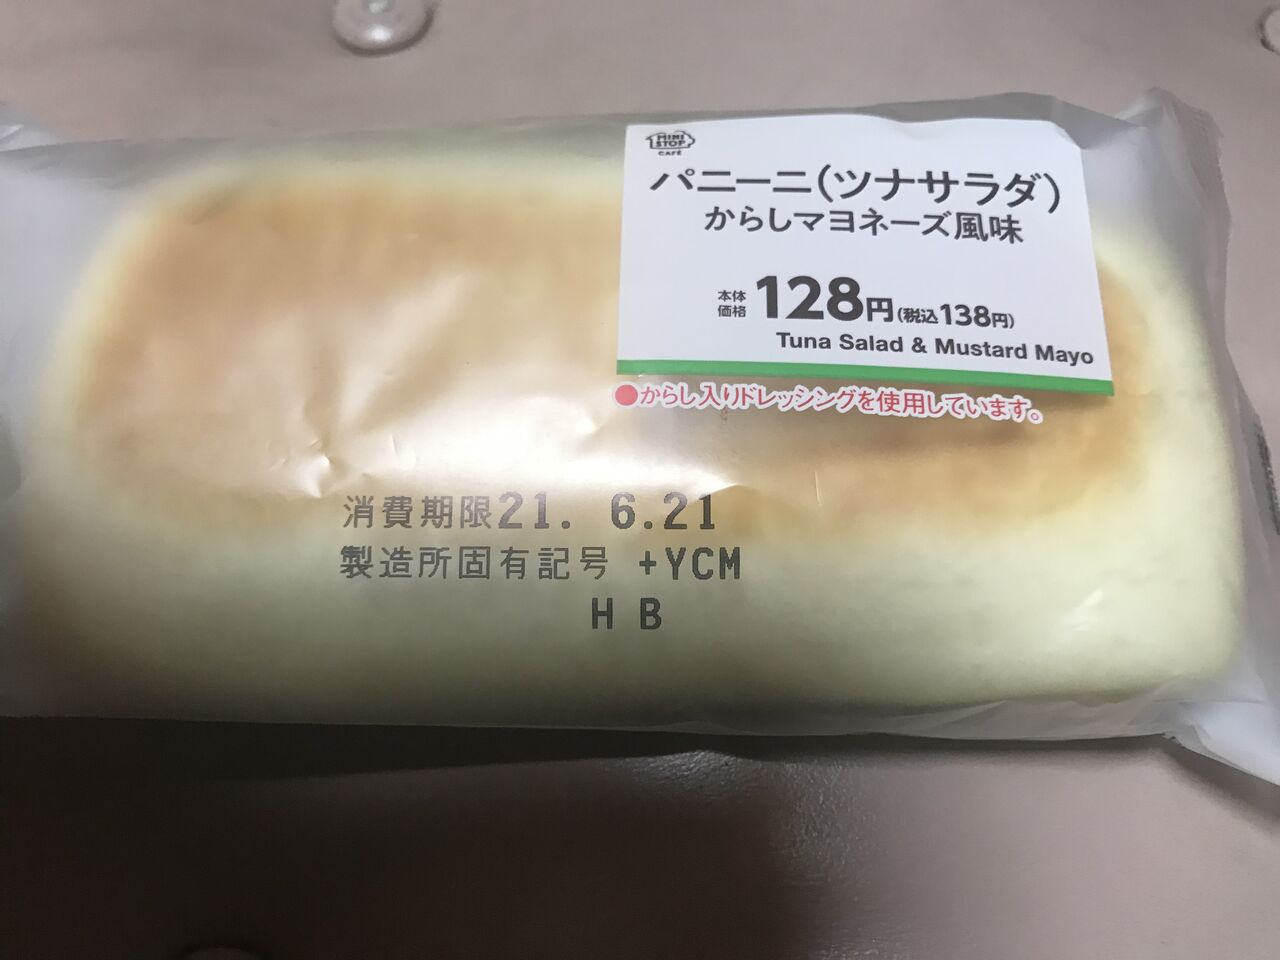 MINI
STOP
CAFÉ
パニーニ(ツナサラダ)
からしマヨネーズ風味
本体
価格 128円(税込138円)
Tuna Salad & Mustard Mayo
●からし入りドレッシングを使用しています。
消費期限21. 6.21
製造所固有記号 +YCM
H B